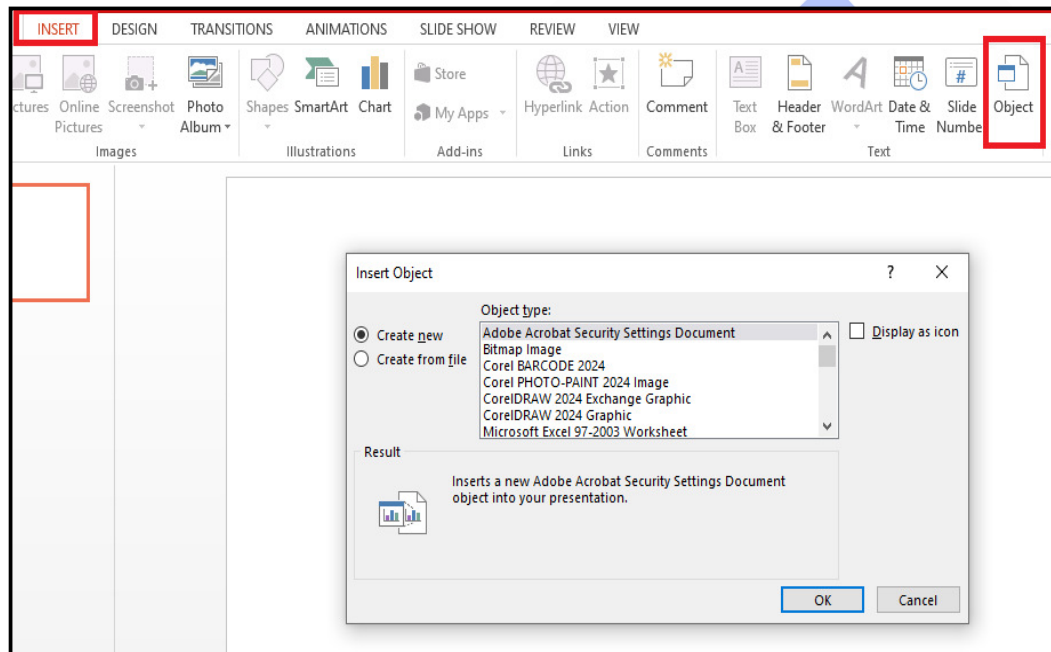 INSERT DESIGN TRANSITIONS ANIMATIONS SLIDE SHOW REVIEW VIEW
ctures Online Pictures Screenshot Photo Album Shapes SmartArt Chart Store My Apps Hyperlink Action Comment Text Box Header & Footer WordArt Date & Time Slide Numbe Object
Images Illustrations Add-ins Links Comments Text
Insert Object ? X
Object type:
Create new
Create from file
Adobe Acrobat Security Settings Document
Bitmap Image
Corel BARCODE 2024
Corel PHOTO-PAINT 2024 Image
CorelDRAW 2024 Exchange Graphic
CorelDRAW 2024 Graphic
Microsoft Excel 97-2003 Worksheet
Display as icon
Result
Inserts a new Adobe Acrobat Security Settings Document
object into your presentation.
OK Cancel